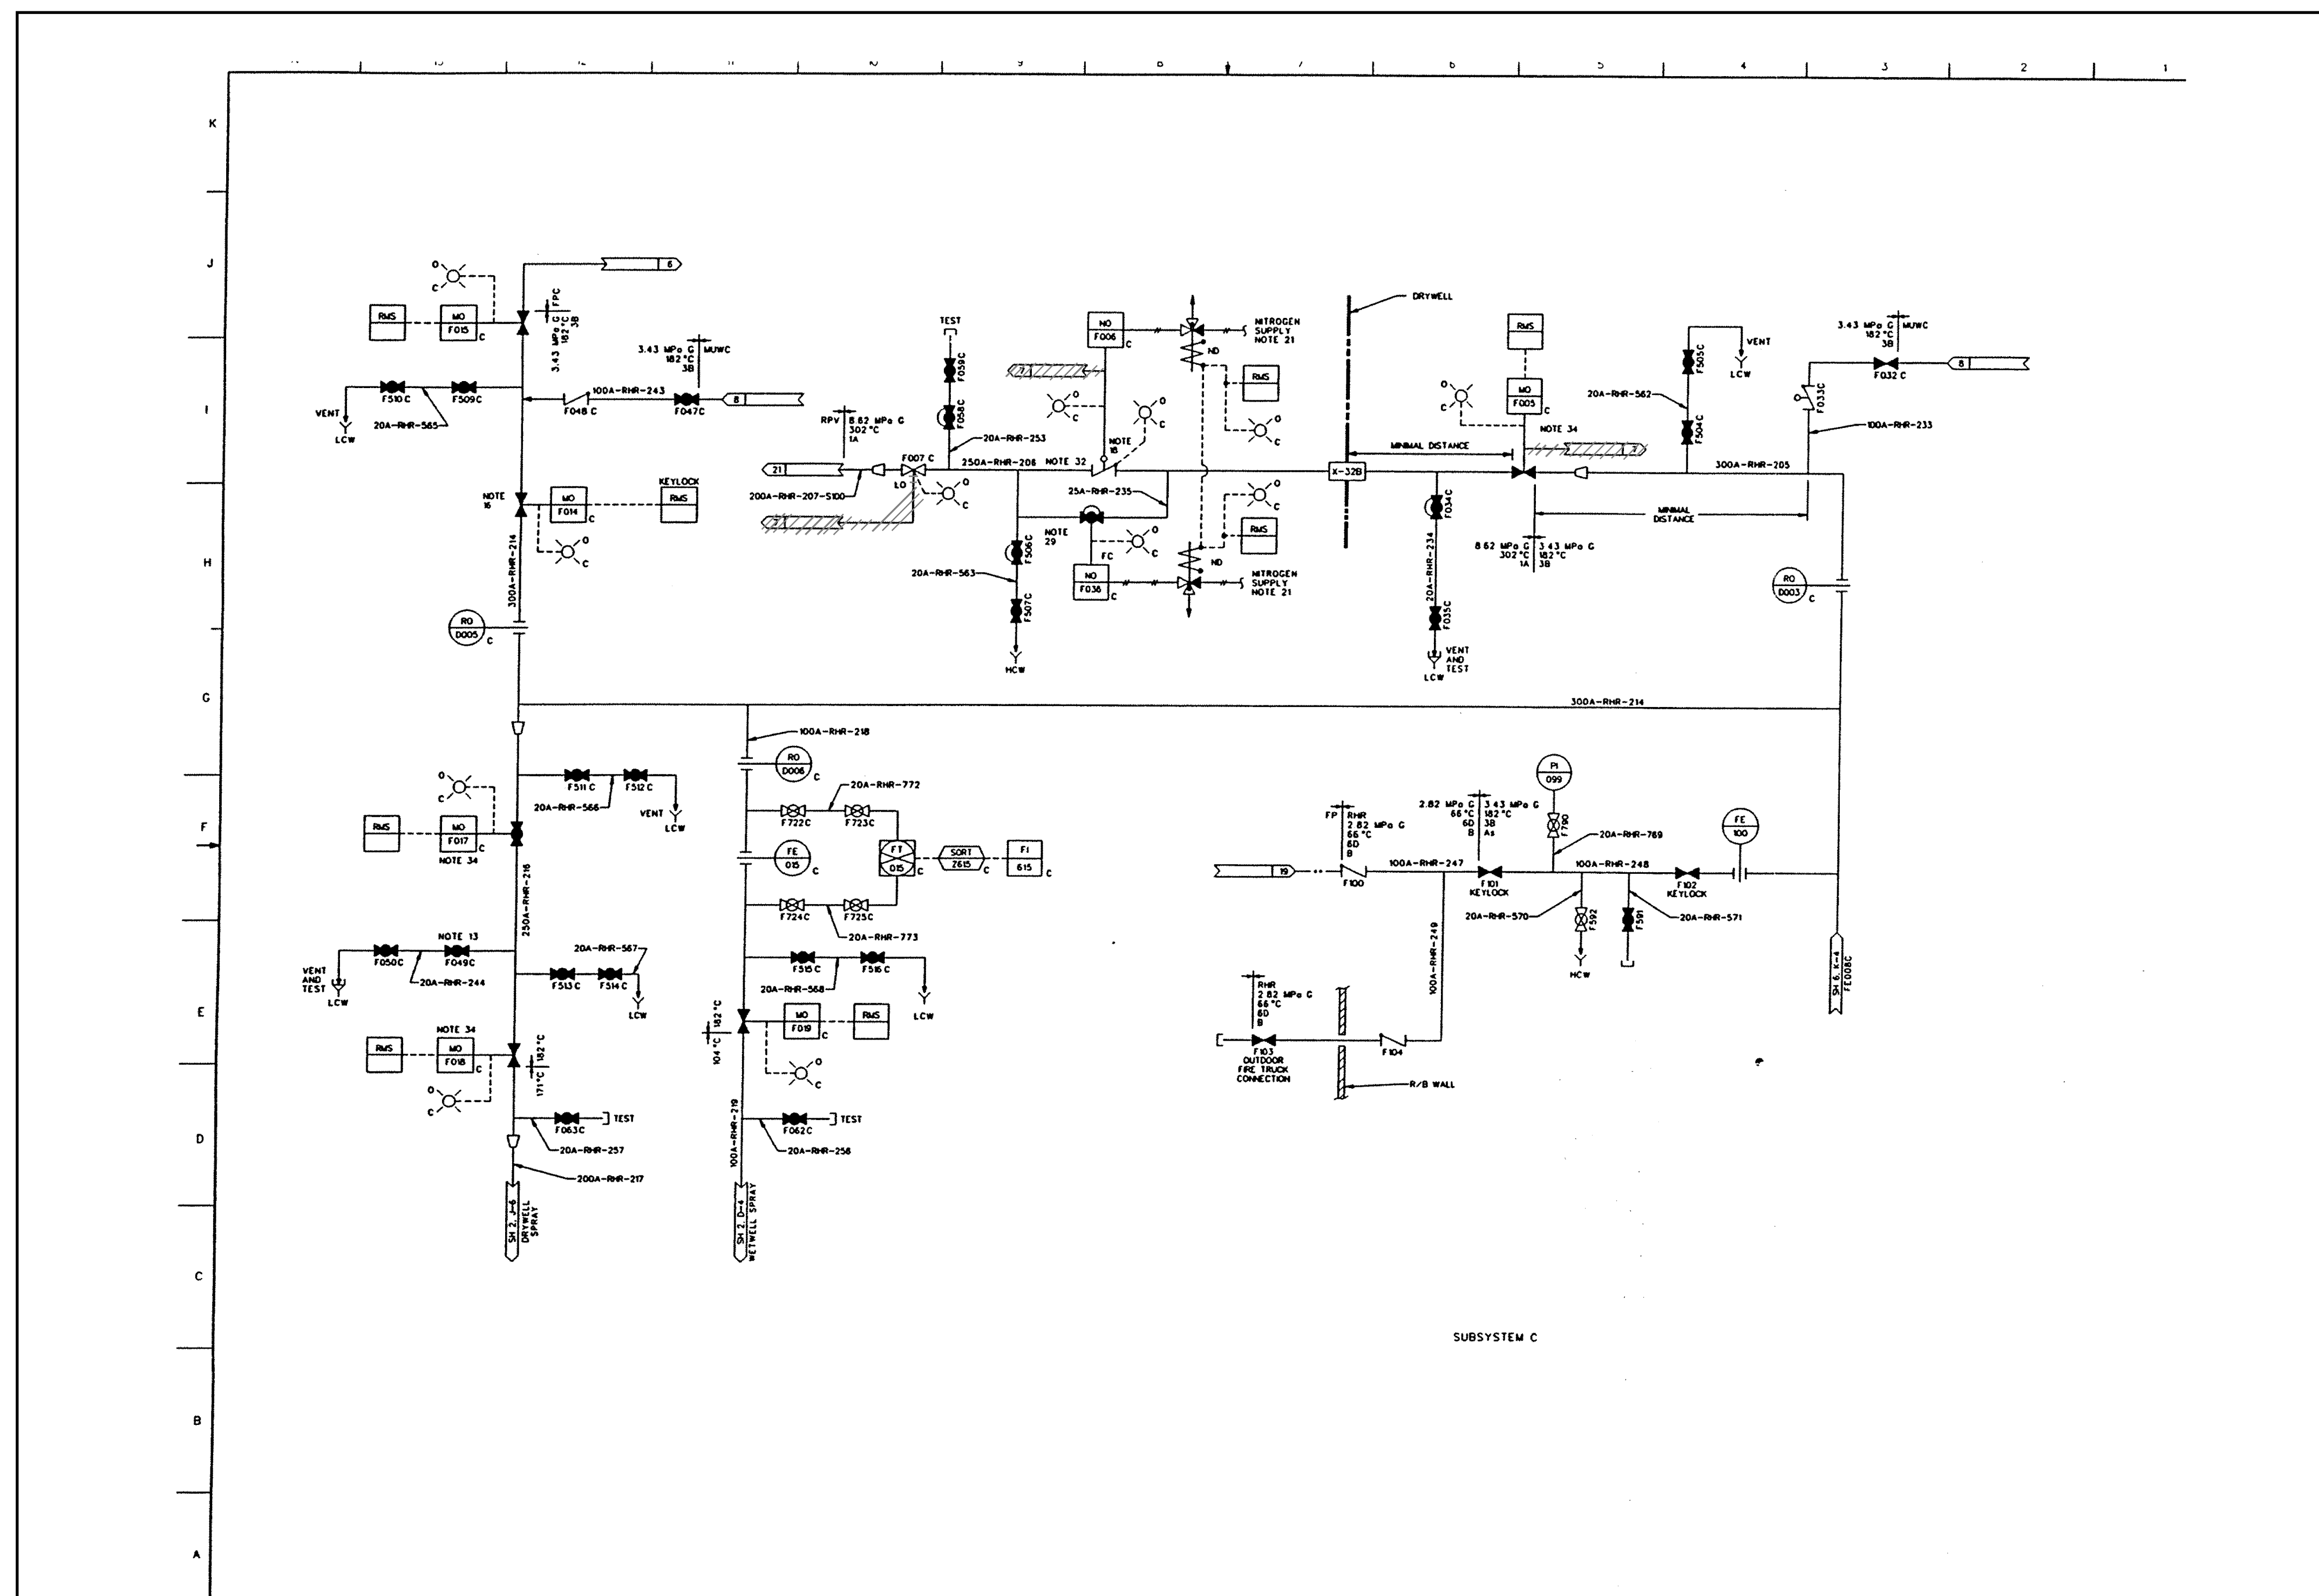 9
8
7
6
5
4
3
2
1
K
J
I
H
G
F
E
D
C
B
A
6
O
C
RMS
MO
F015
C
3.43 MPa G FPC
182 °C
3B
3.43 MPa G MUWC
182 °C
3B
F510C
F509C
VENT
LCW
20A-RHR-565
100A-RHR-243
F048 C
F047C
8
NOTE
16
MO
F014
C
KEYLOCK
RMS
O
C
300A-RHR-214
RO
D005
C
TEST
F059C
F058C
20A-RHR-253
RPV
8.62 MPa G
302 °C
1A
21
F007 C
LO
O
C
200A-RHR-207-S100
250A-RHR-206
NOTE 32
NO
F006
C
O
C
O
C
NOTE
18
NITROGEN
SUPPLY
NOTE 21
ND
RMS
O
C
25A-RHR-235
NOTE
29
F506C
20A-RHR-563
F507C
HCW
FC
NO
F036
C
O
C
O
C
RMS
ND
NITROGEN
SUPPLY
NOTE 21
DRYWELL
X-32B
MINIMAL DISTANCE
RMS
MO
F005
C
O
C
NOTE 34
F034C
20A-RHR-234
F035C
VENT
AND
TEST
LCW
8.62 MPa G
302 °C
1A
3.43 MPa G
182 °C
3B
MINIMAL
DISTANCE
F505C
VENT
LCW
20A-RHR-562
F504C
300A-RHR-205
3.43 MPa G MUWC
182 °C
3B
F032 C
8
F033C
100A-RHR-233
RO
D003
C
300A-RHR-214
100A-RHR-218
RO
D006
C
F511 C
F512 C
20A-RHR-566
VENT
LCW
O
C
RMS
MO
F017
C
NOTE 34
250A-RHR-216
20A-RHR-772
F722C
F723C
FE
015
C
FT
015
C
SQRT
Z615
C
FI
615
C
F724C
F725C
20A-RHR-773
NOTE 13
F050C
F049C
VENT
AND
TEST
LCW
20A-RHR-244
20A-RHR-567
F513 C
F514 C
LCW
F515 C
F516 C
20A-RHR-568
LCW
NOTE 34
RMS
MO
F018
C
O
C
171°C
182 °C
104 °C
182 °C
MO
F019
C
RMS
O
C
F063C
TEST
20A-RHR-257
200A-RHR-217
SH 2, J-6
DRYWELL
SPRAY
100A-RHR-219
F062C
TEST
20A-RHR-256
SH 2, D-4
WETWELL SPRAY
FP
RHR
2.82 MPa G
66 °C
6D
B
19
F100
100A-RHR-247
2.82 MPa G
66 °C
6D
B
3.43 MPa G
182 °C
3B
As
F101
KEYLOCK
PI
099
F790
20A-RHR-769
100A-RHR-248
F102
KEYLOCK
FE
100
20A-RHR-570
F592
HCW
F591
20A-RHR-571
100A-RHR-249
RHR
2.82 MPa G
66 °C
6D
B
F103
OUTDOOR
FIRE TRUCK
CONNECTION
F104
R/B WALL
SH 6, K-4
FE008C
SUBSYSTEM C